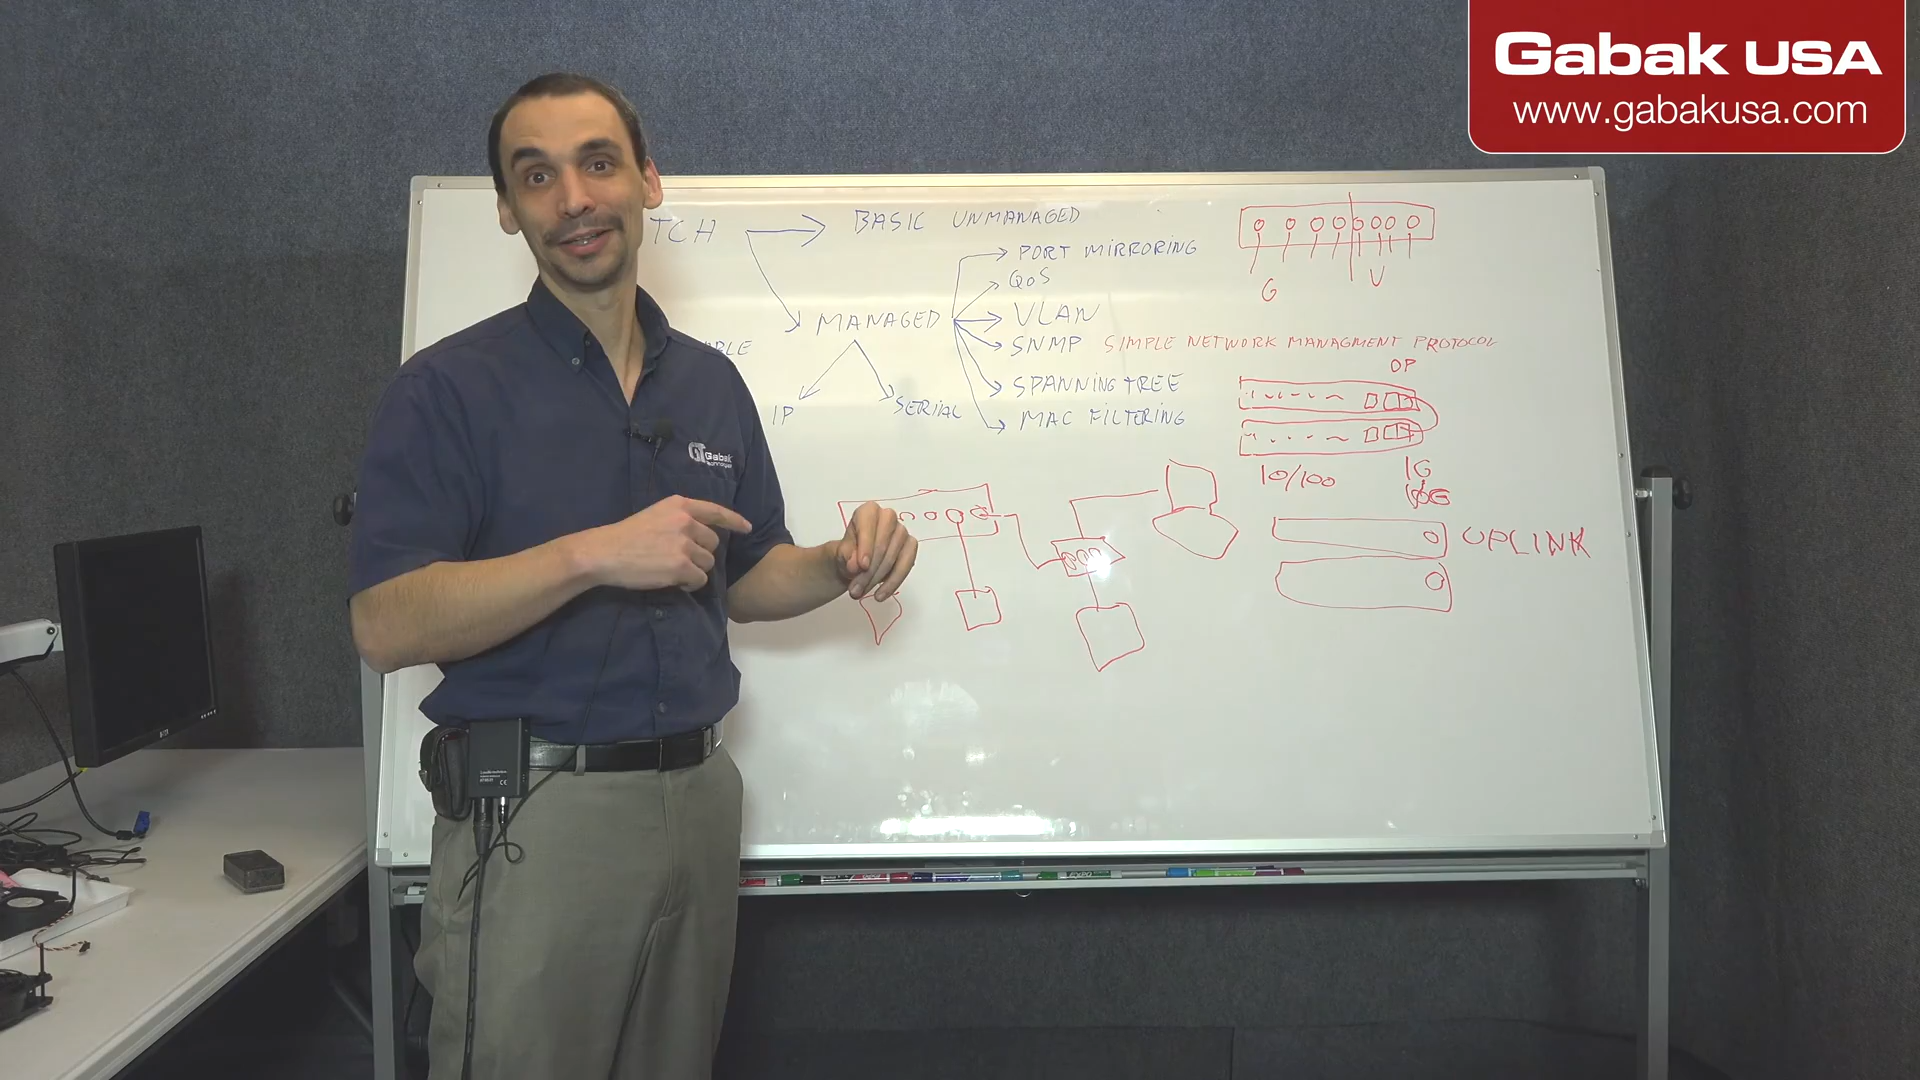 Gabak USA
www.gabakusa.com
TCH
BASIC UNMANAGED
PORT MIRRORING
QoS
MANAGED
VLAN
SNMP SIMPLE NETWORK MANAGMENT PROTOCOL
SPANNING TREE
MAC FILTERING
IP
SERIAL
G
V
OP
10/100
1G
UPLINK
Gabak